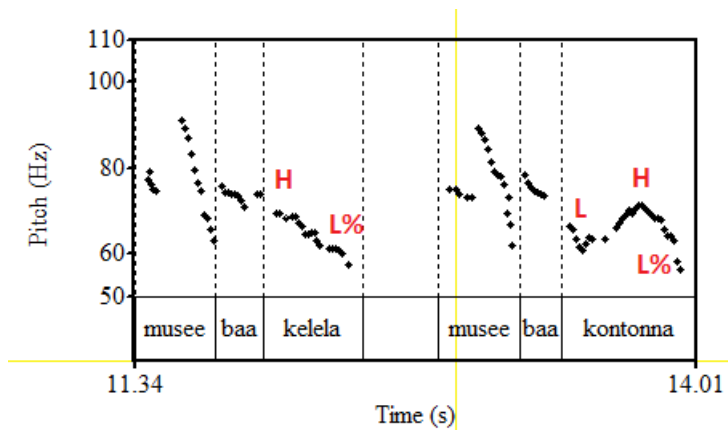 110
100
80
60
50
Pitch (Hz)
H
L%
L
H
L%
musee baa kelela musee baa kontonna
11.34 14.01
Time (s)